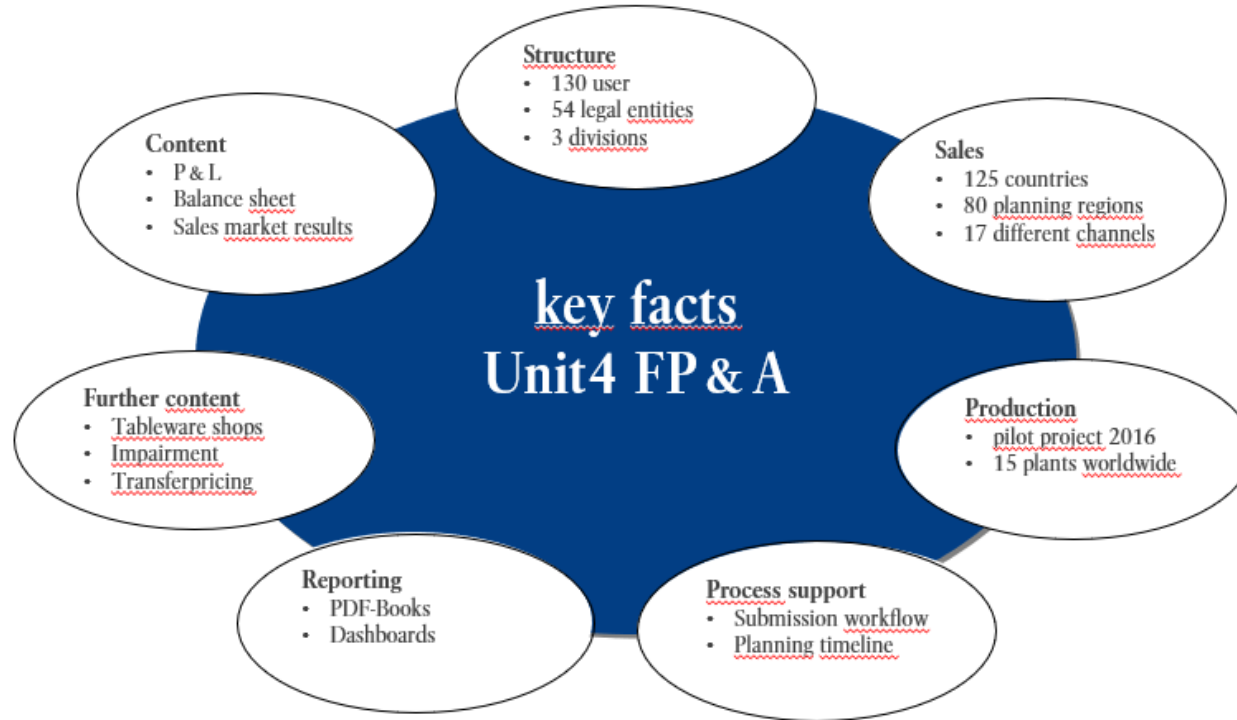 Structure
• 130 user
• 54 legal entities
• 3 divisions
Content
• P & L
• Balance sheet
• Sales market results
Sales
• 125 countries
• 80 planning regions
• 17 different channels
key facts
Unit4 FP & A
Further content
• Tableware shops
• Impairment
• Transferpricing
Production
• pilot project 2016
• 15 plants worldwide
Reporting
• PDF-Books
• Dashboards
Process support
• Submission workflow
• Planning timeline